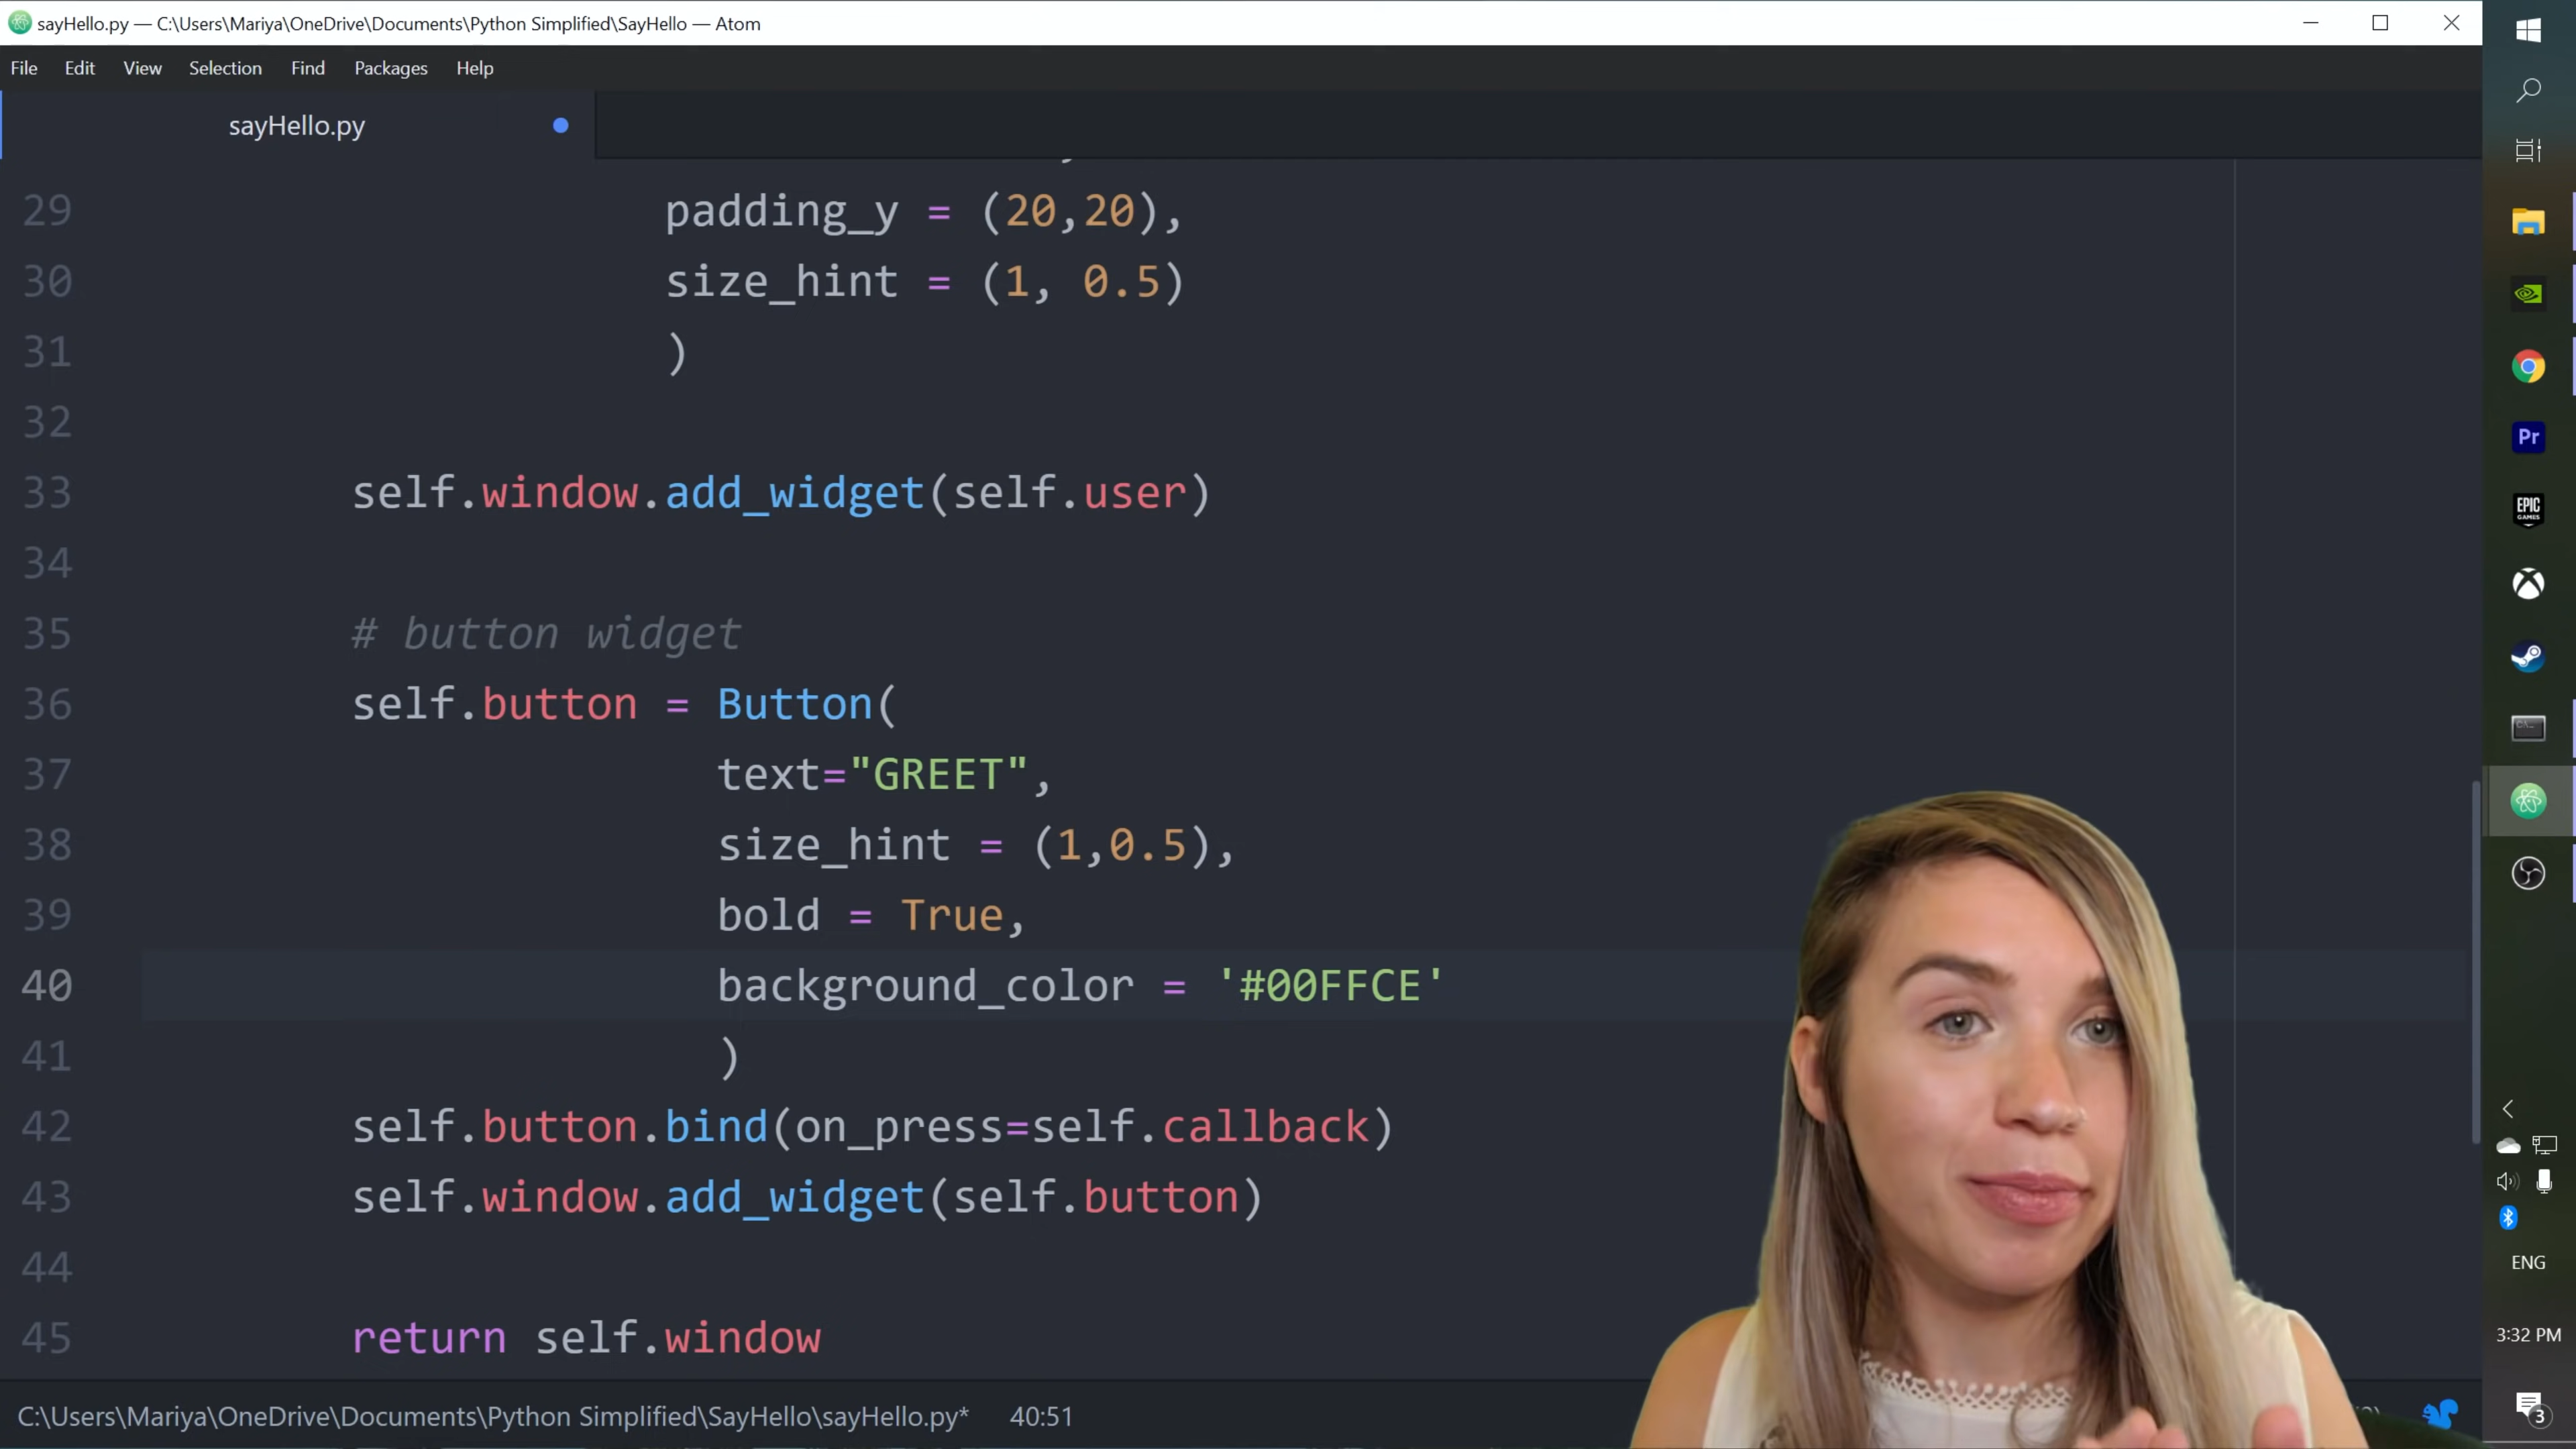 sayHello.py — C:\Users\Mariya\OneDrive\Documents\Python Simplified\SayHello — Atom
File Edit View Selection Find Packages Help
sayHello.py
29 padding_y = (20,20),
30 size_hint = (1, 0.5)
31 )
32
33 self.window.add_widget(self.user)
34
35 # button widget
36 self.button = Button(
37 text="GREET",
38 size_hint = (1,0.5),
39 bold = True,
40 background_color = '#00FFCE'
41 )
42 self.button.bind(on_press=self.callback)
43 self.window.add_widget(self.button)
44
45 return self.window
C:\Users\Mariya\OneDrive\Documents\Python Simplified\SayHello\sayHello.py* 40:51
Pr
EPIC
GAMES
ENG
3:32 PM
3